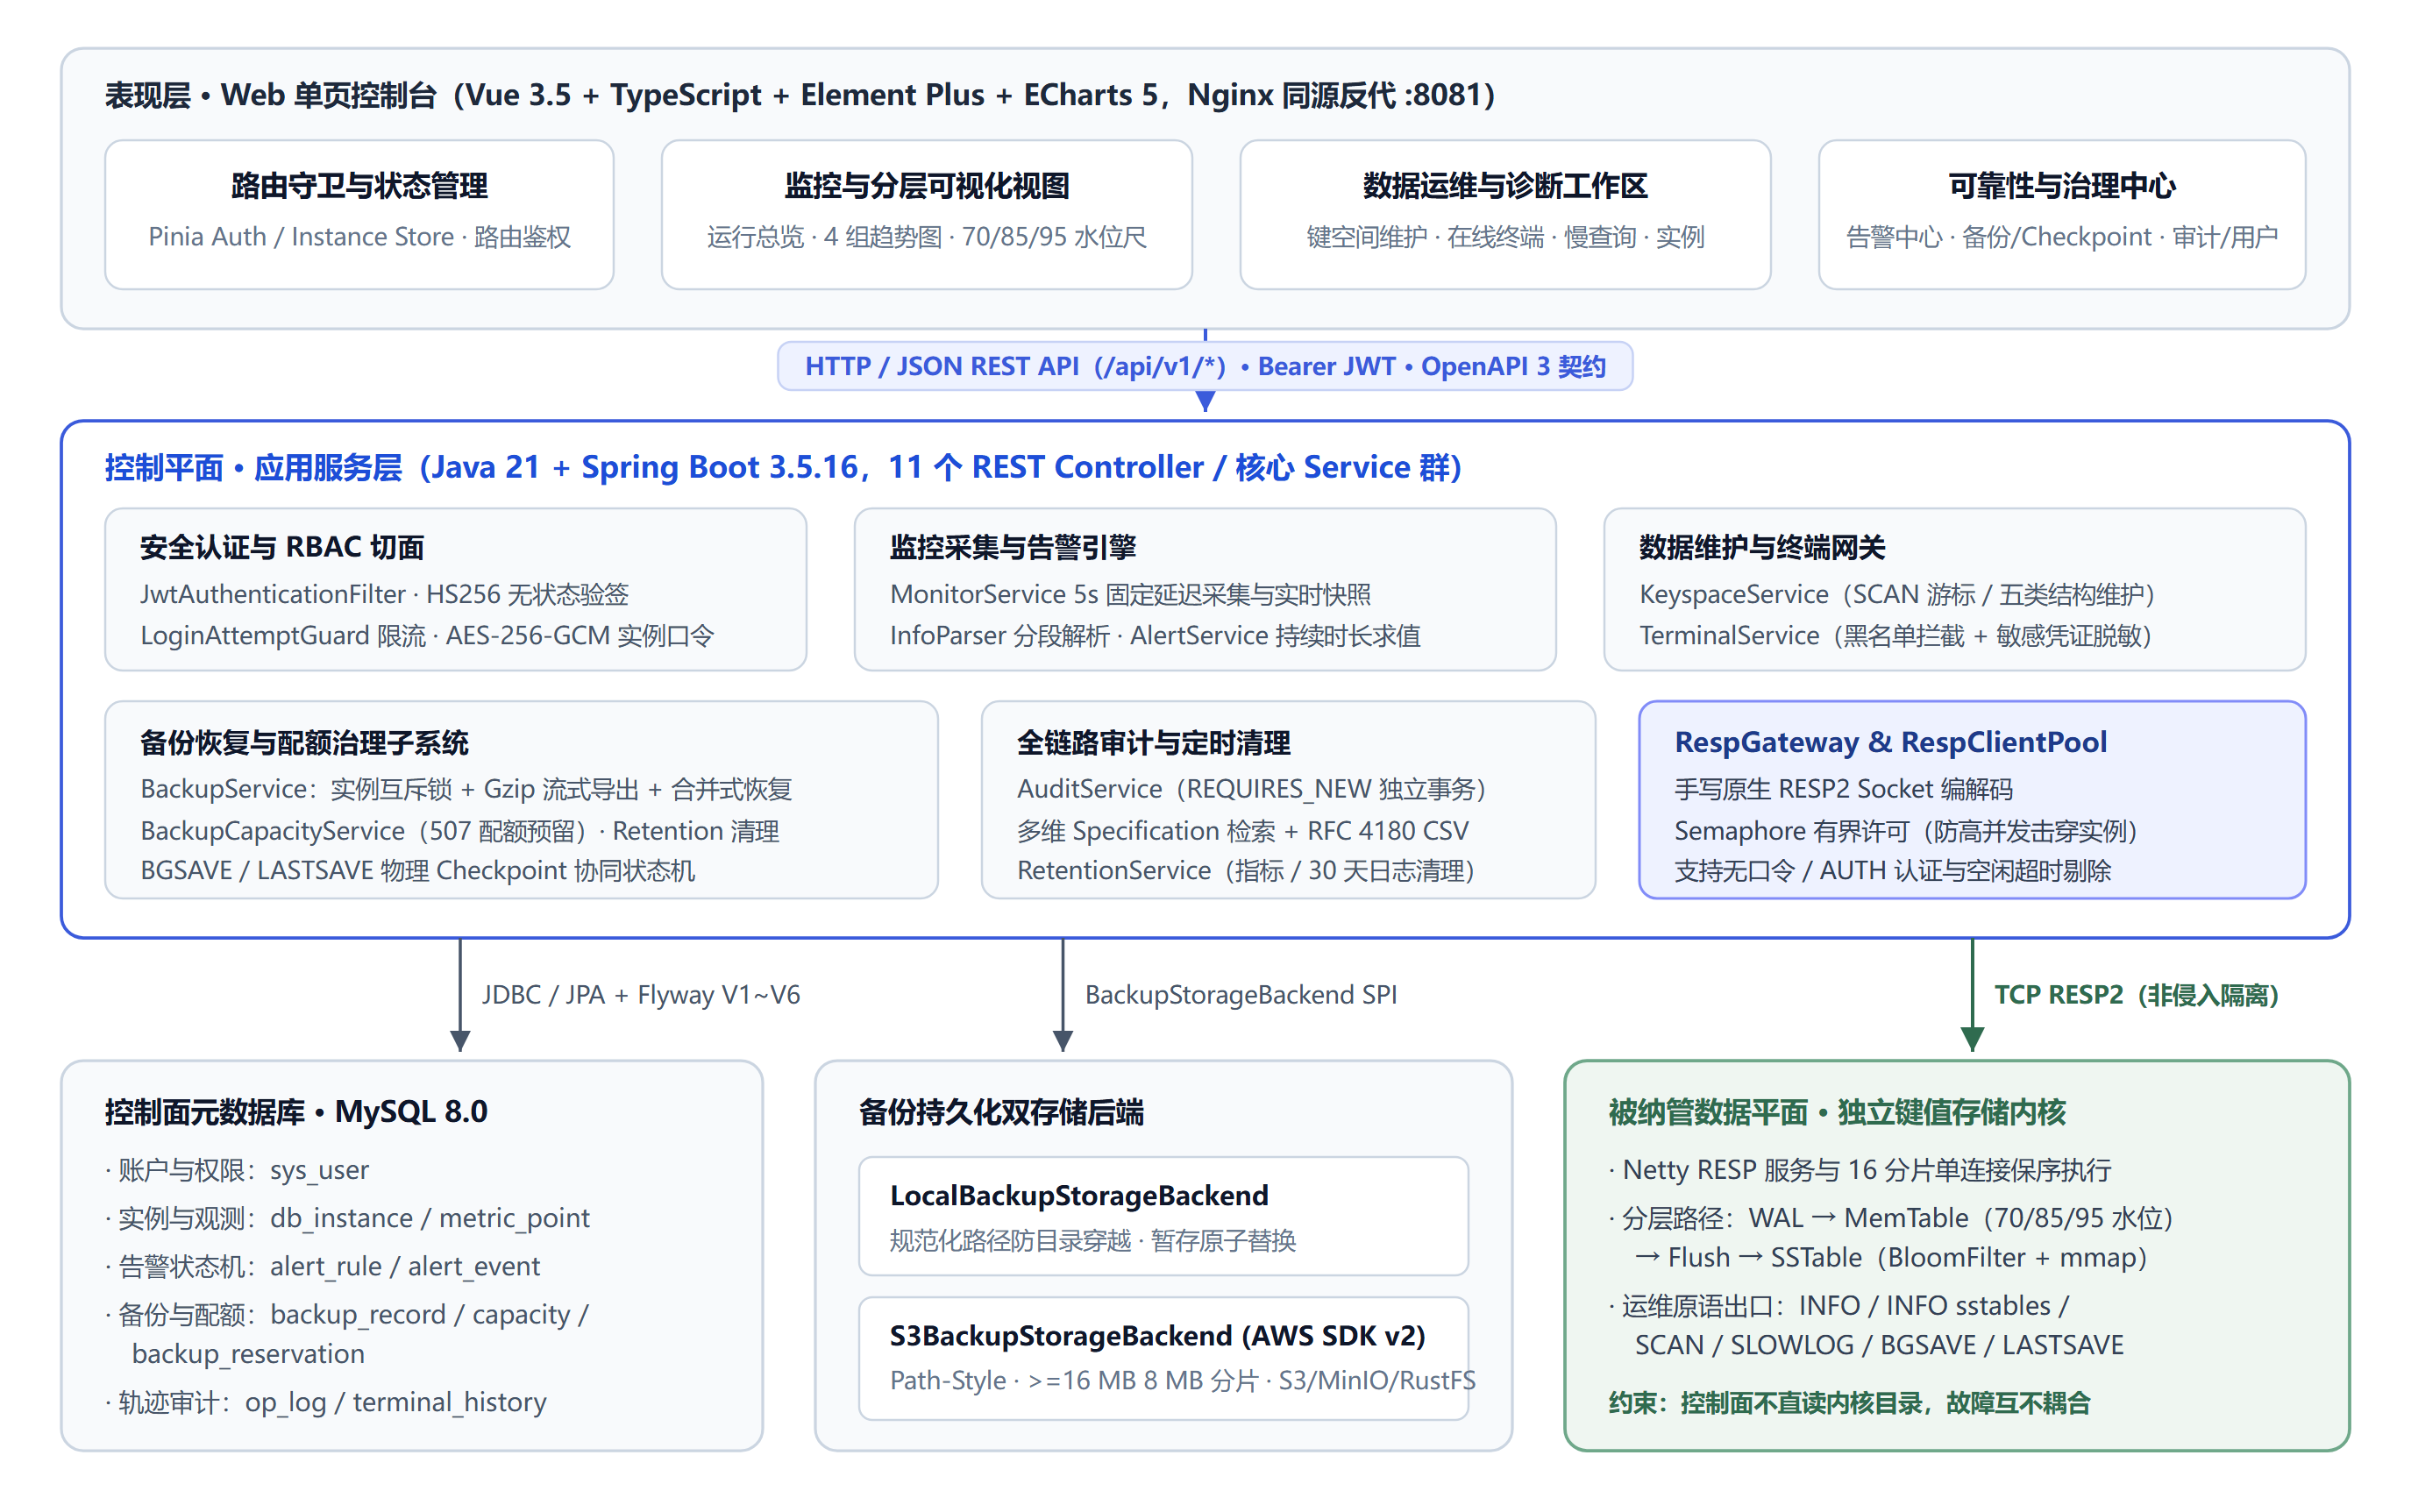 表现层 • Web 单页控制台（Vue 3.5 + TypeScript + Element Plus + ECharts 5，Nginx 同源反代 :8081）
路由守卫与状态管理
Pinia Auth / Instance Store · 路由鉴权
监控与分层可视化视图
运行总览 · 4 组趋势图 · 70/85/95 水位尺
数据运维与诊断工作区
键空间维护 · 在线终端 · 慢查询 · 实例
可靠性与治理中心
告警中心 · 备份/Checkpoint · 审计/用户
HTTP / JSON REST API（/api/v1/*）• Bearer JWT • OpenAPI 3 契约
控制平面 • 应用服务层（Java 21 + Spring Boot 3.5.16，11 个 REST Controller / 核心 Service 群）
安全认证与 RBAC 切面
JwtAuthenticationFilter · HS256 无状态验签
LoginAttemptGuard 限流 · AES-256-GCM 实例口令
监控采集与告警引擎
MonitorService 5s 固定延迟采集与实时快照
InfoParser 分段解析 · AlertService 持续时长求值
数据维护与终端网关
KeyspaceService（SCAN 游标 / 五类结构维护）
TerminalService（黑名单拦截 + 敏感凭证脱敏）
备份恢复与配额治理子系统
BackupService：实例互斥锁 + Gzip 流式导出 + 合并式恢复
BackupCapacityService（507 配额预留）· Retention 清理
BGSAVE / LASTSAVE 物理 Checkpoint 协同状态机
全链路审计与定时清理
AuditService（REQUIRES_NEW 独立事务）
多维 Specification 检索 + RFC 4180 CSV
RetentionService（指标 / 30 天日志清理）
RespGateway & RespClientPool
手写原生 RESP2 Socket 编解码
Semaphore 有界许可（防高并发击穿实例）
支持无口令 / AUTH 认证与空闲超时剔除
JDBC / JPA + Flyway V1~V6
BackupStorageBackend SPI
TCP RESP2（非侵入隔离）
控制面元数据库 • MySQL 8.0
· 账户与权限：sys_user
· 实例与观测：db_instance / metric_point
· 告警状态机：alert_rule / alert_event
· 备份与配额：backup_record / capacity /
backup_reservation
· 轨迹审计：op_log / terminal_history
备份持久化双存储后端
LocalBackupStorageBackend
规范化路径防目录穿越 · 暂存原子替换
S3BackupStorageBackend (AWS SDK v2)
Path-Style · >=16 MB 8 MB 分片 · S3/MinIO/RustFS
被纳管数据平面 • 独立键值存储内核
· Netty RESP 服务与 16 分片单连接保序执行
· 分层路径：WAL → MemTable（70/85/95 水位）
→ Flush → SSTable（BloomFilter + mmap）
· 运维原语出口：INFO / INFO sstables /
SCAN / SLOWLOG / BGSAVE / LASTSAVE
约束：控制面不直读内核目录，故障互不耦合